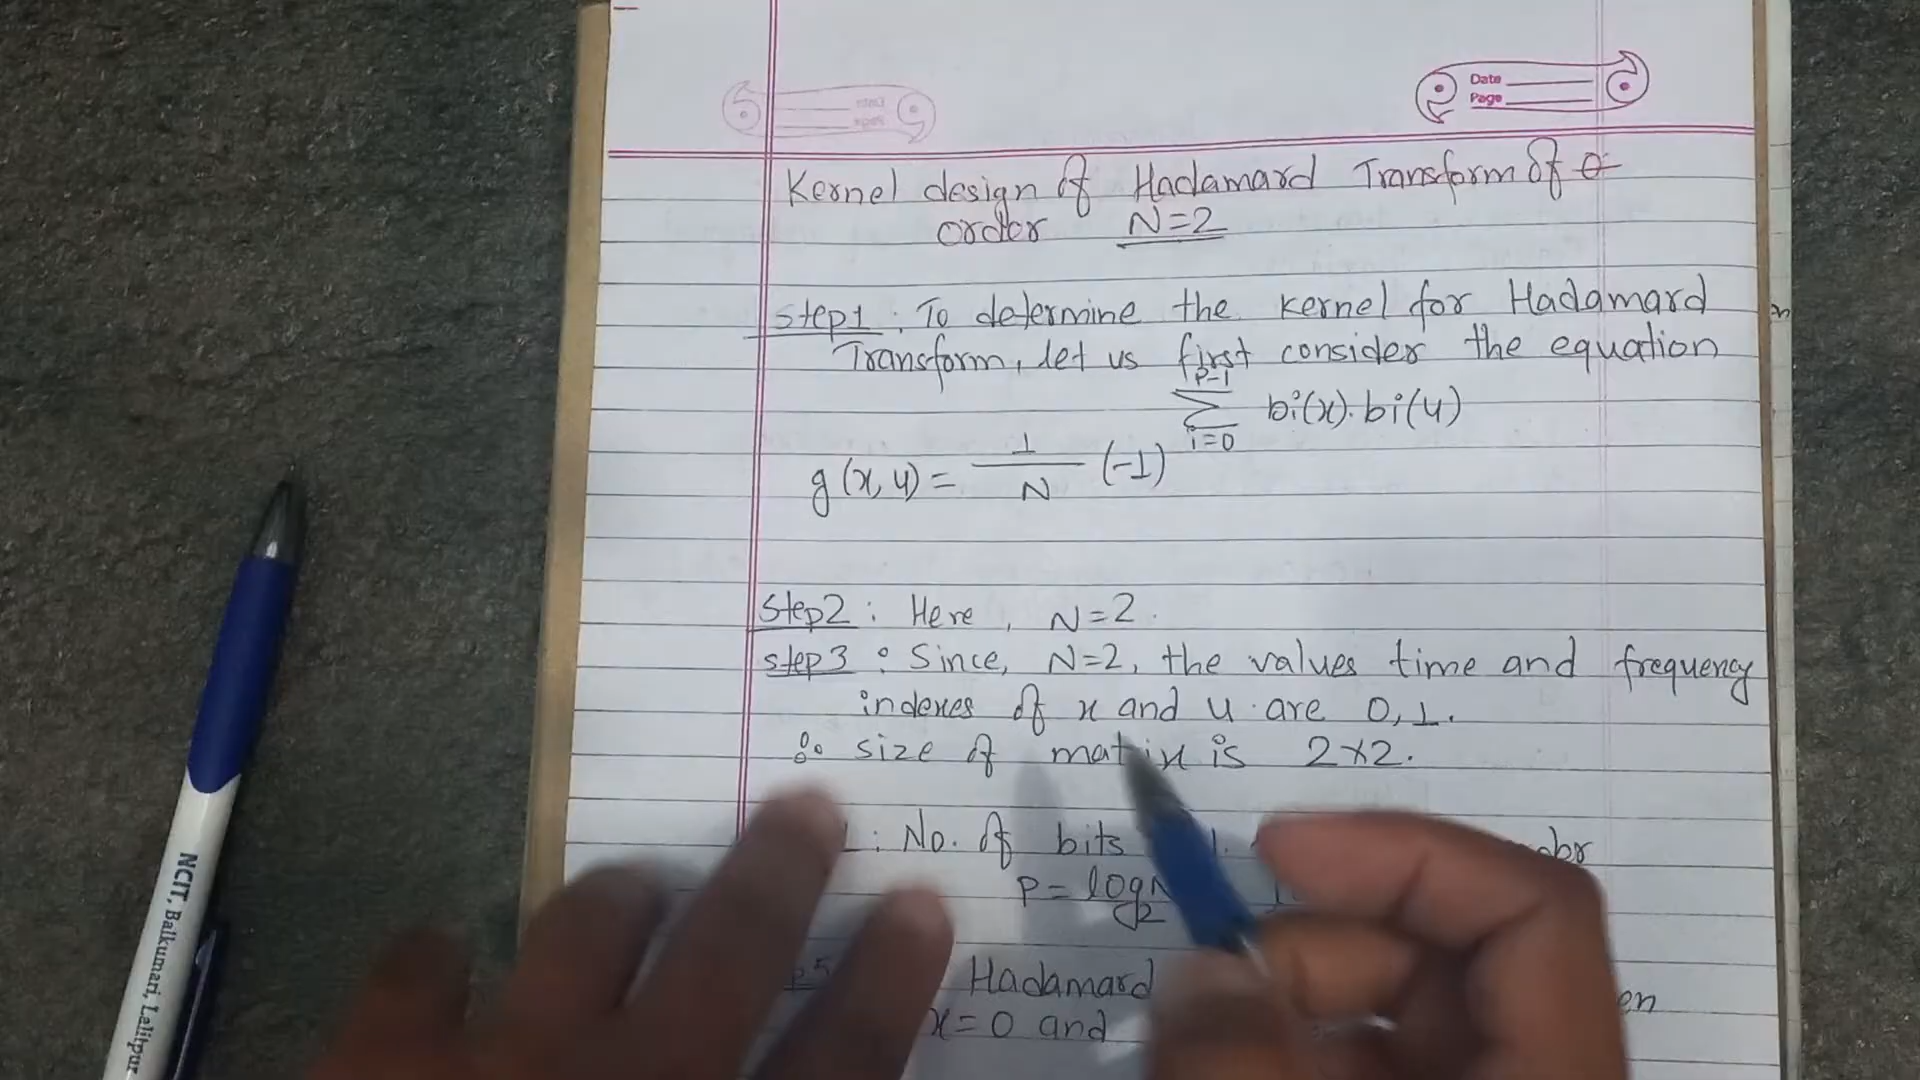 Date
Page
Kernel design of Hadamard Transform of
order N=2
Step1 : To determine the kernel for Hadamard
Transform, let us first consider the equation
g(x,u) = 1/N (-1)^ P-1 Σ i=0 bi(x).bi(u)
Step2 : Here, N=2.
Step3 : Since, N=2, the values time and frequency
indexes of x and u are 0,1.
∴ size of matrix is 2×2.
: No. of bits
P = log2N
Hadamard
x=0 and
NCIT, Balkumari, Lalitpur